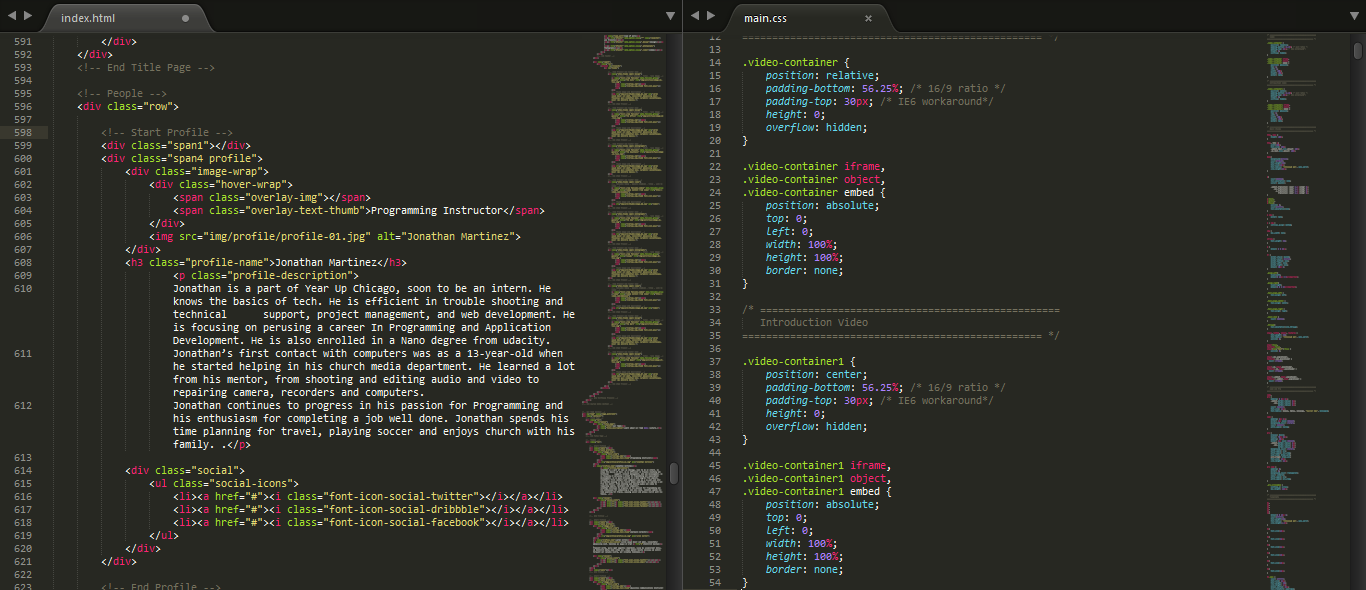 index.html
591 </div>
592 </div>
593 <!-- End Title Page -->
594
595 <!-- People -->
596 <div class="row">
597
598 <!-- Start Profile -->
599 <div class="span1"></div>
600 <div class="span4 profile">
601 <div class="image-wrap">
602 <div class="hover-wrap">
603 <span class="overlay-img"></span>
604 <span class="overlay-text-thumb">Programming Instructor</span>
605 </div>
606 <img src="img/profile/profile-01.jpg" alt="Jonathan Martinez">
607 </div>
608 <h3 class="profile-name">Jonathan Martinez</h3>
609 <p class="profile-description">
610 Jonathan is a part of Year Up Chicago, soon to be an intern. He
knows the basics of tech. He is efficient in trouble shooting and
technical support, project management, and web development. He
is focusing on perusing a career In Programming and Application
Development. He is also enrolled in a Nano degree from udacity.
611 Jonathan’s first contact with computers was as a 13-year-old when
he started helping in his church media department. He learned a lot
from his mentor, from shooting and editing audio and video to
repairing camera, recorders and computers.
612 Jonathan continues to progress in his passion for Programming and
his enthusiasm for completing a job well done. Jonathan spends his
time planning for travel, playing soccer and enjoys church with his
family. .</p>
613
614 <div class="social">
615 <ul class="social-icons">
616 <li><a href="#"><i class="font-icon-social-twitter"></i></a></li>
617 <li><a href="#"><i class="font-icon-social-dribbble"></i></a></li>
618 <li><a href="#"><i class="font-icon-social-facebook"></i></a></li>
619 </ul>
620 </div>
621 </div>
622
623 <!-- End Profile -->
main.css
12 ================================================== */
13
14 .video-container {
15 position: relative;
16 padding-bottom: 56.25%; /* 16/9 ratio */
17 padding-top: 30px; /* IE6 workaround*/
18 height: 0;
19 overflow: hidden;
20 }
21
22 .video-container iframe,
23 .video-container object,
24 .video-container embed {
25 position: absolute;
26 top: 0;
27 left: 0;
28 width: 100%;
29 height: 100%;
30 border: none;
31 }
32
33 /* ==================================================
34 Introduction Video
35 ================================================== */
36
37 .video-container1 {
38 position: center;
39 padding-bottom: 56.25%; /* 16/9 ratio */
40 padding-top: 30px; /* IE6 workaround*/
41 height: 0;
42 overflow: hidden;
43 }
44
45 .video-container1 iframe,
46 .video-container1 object,
47 .video-container1 embed {
48 position: absolute;
49 top: 0;
50 left: 0;
51 width: 100%;
52 height: 100%;
53 border: none;
54 }